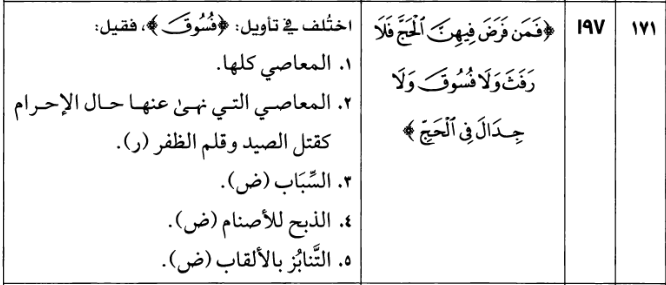 ١٧١
١٩٧
﴿فَمَن فَرَضَ فِيهِنَّ ٱلْحَجَّ فَلَا
رَفَثَ وَلَا فُسُوقَ وَلَا
جِدَالَ فِي ٱلْحَجِّ﴾
اختُلف في تأويل: ﴿فُسُوقَ﴾، فقيل:
١. المعاصي كلها.
٢. المعاصي التي نهىٰ عنها حال الإحرام
كقتل الصيد وقلم الظفر (ر).
٣. السِّبَاب (ض).
٤. الذبح للأصنام (ض).
٥. التَّنابُز بالألقاب (ض).